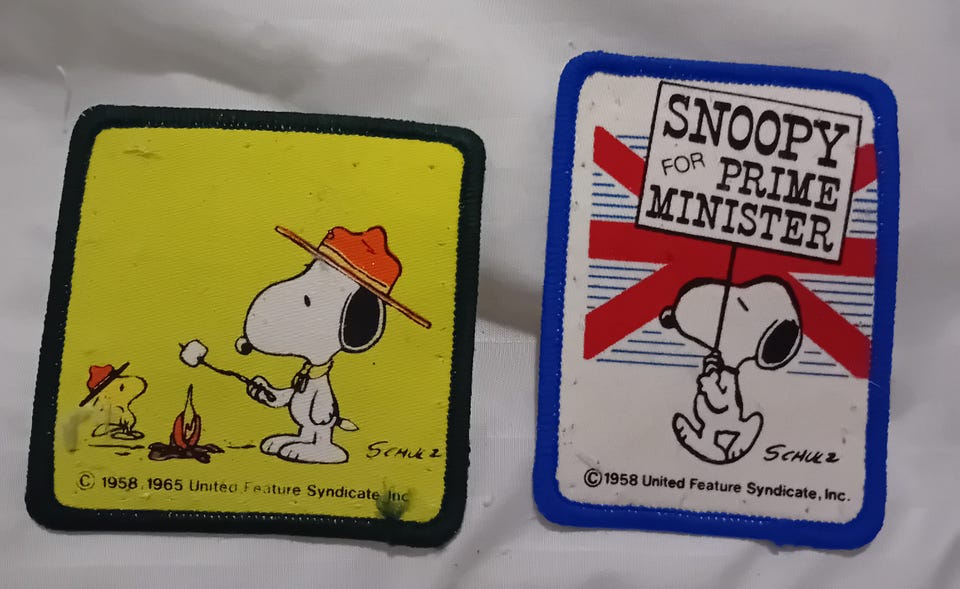 SCHULZ
© 1958, 1965 United Feature Syndicate, Inc.
SNOOPY
FOR PRIME
MINISTER
SCHULZ
© 1958 United Feature Syndicate, Inc.